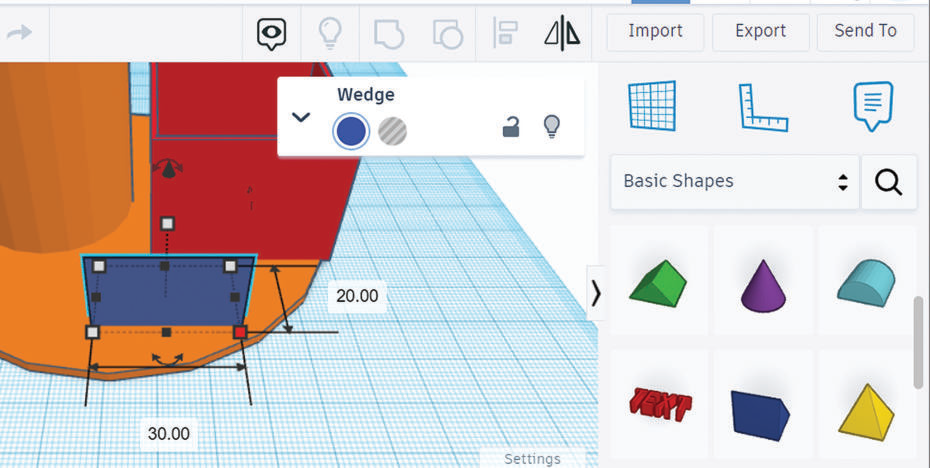 Import
Export
Send To
Wedge
Basic Shapes
20.00
TEXT
30.00
Settings